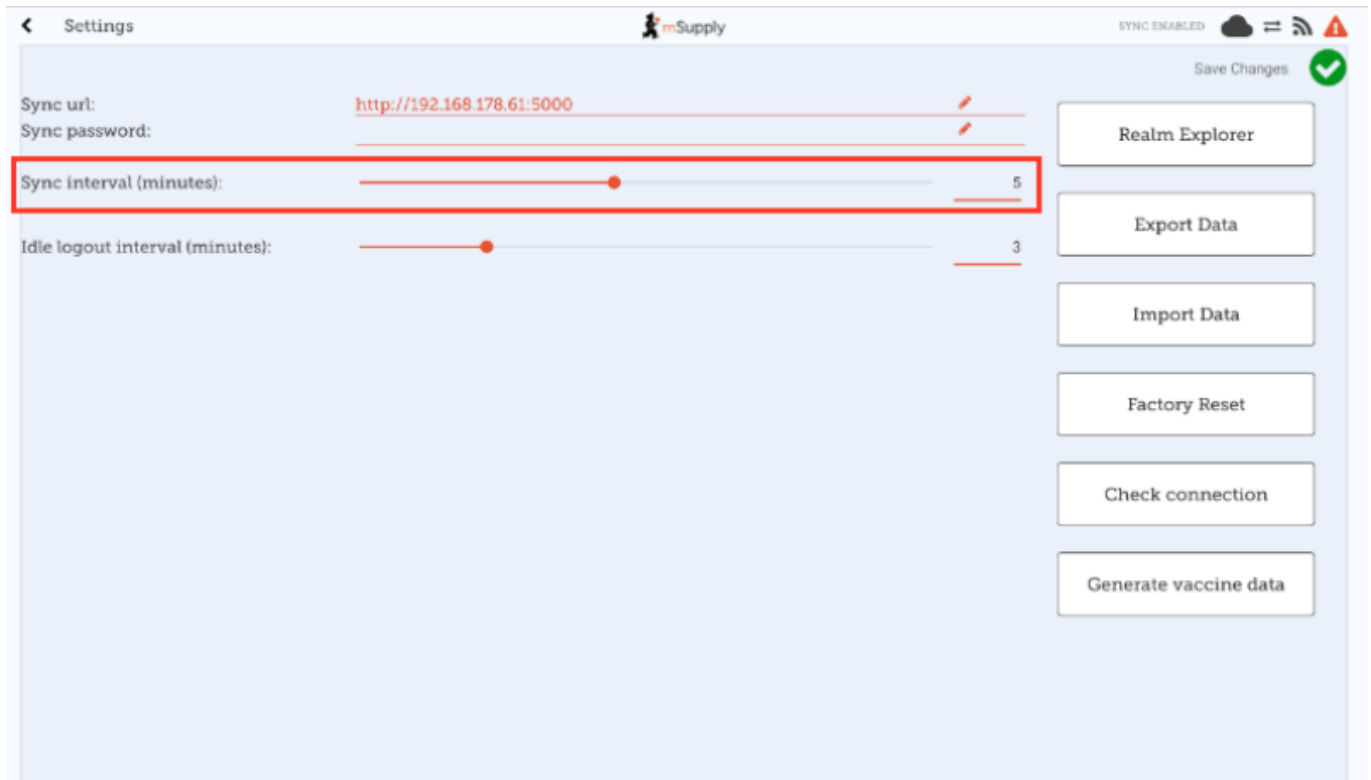 Settings
mSupply
SYNC ENABLED
Save Changes
Sync url:
http://192.168.178.61:5000
Sync password:
Sync interval (minutes):
5
Idle logout interval (minutes):
3
Realm Explorer
Export Data
Import Data
Factory Reset
Check connection
Generate vaccine data